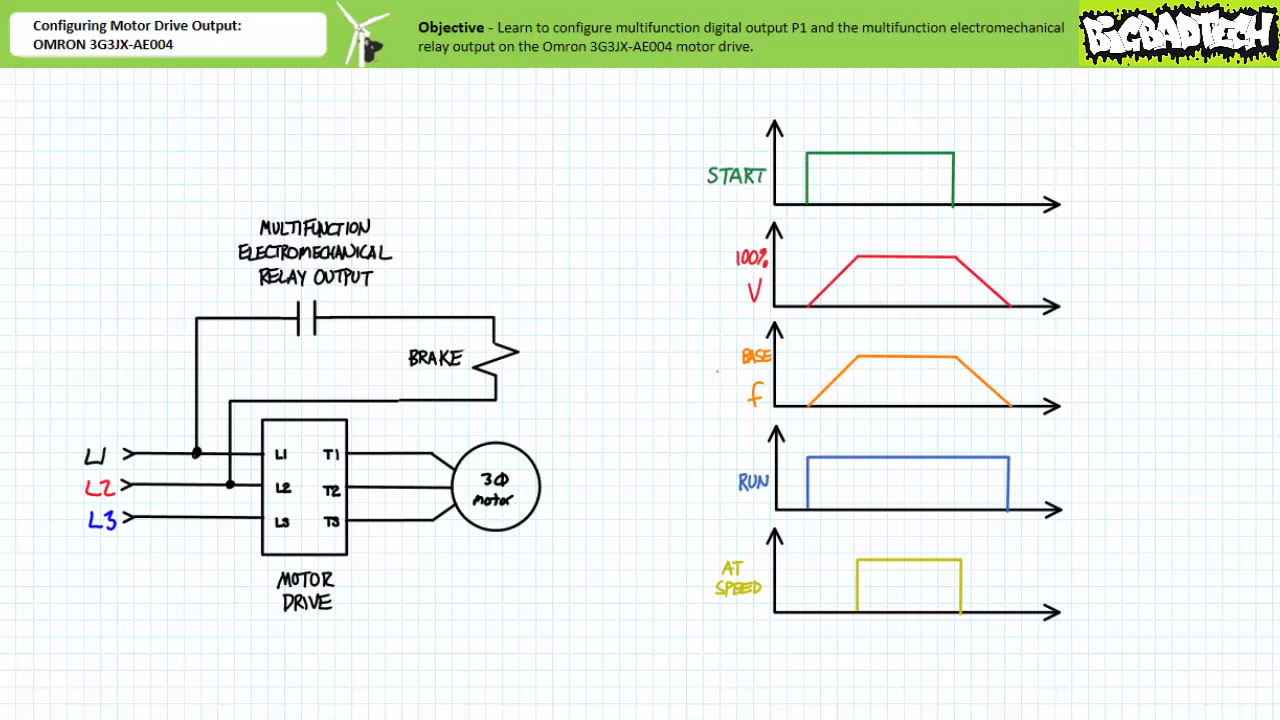 Configuring Motor Drive Output:
OMRON 3G3JX-AE004
Objective - Learn to configure multifunction digital output P1 and the multifunction electromechanical
relay output on the Omron 3G3JX-AE004 motor drive.
BIGBADTECH
MULTIFUNCTION
ELECTROMECHANICAL
RELAY OUTPUT
BRAKE
L1
L2
L3
L1
L2
L3
T1
T2
T3
3Φ
motor
MOTOR
DRIVE
START
100%
V
BASE
f
RUN
AT
SPEED